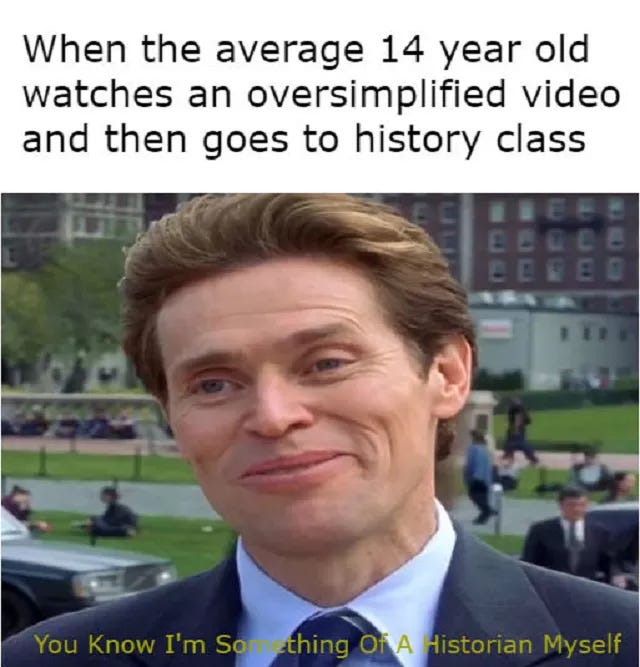 When the average 14 year old
watches an oversimplified video
and then goes to history class
You Know I'm Something Of A Historian Myself